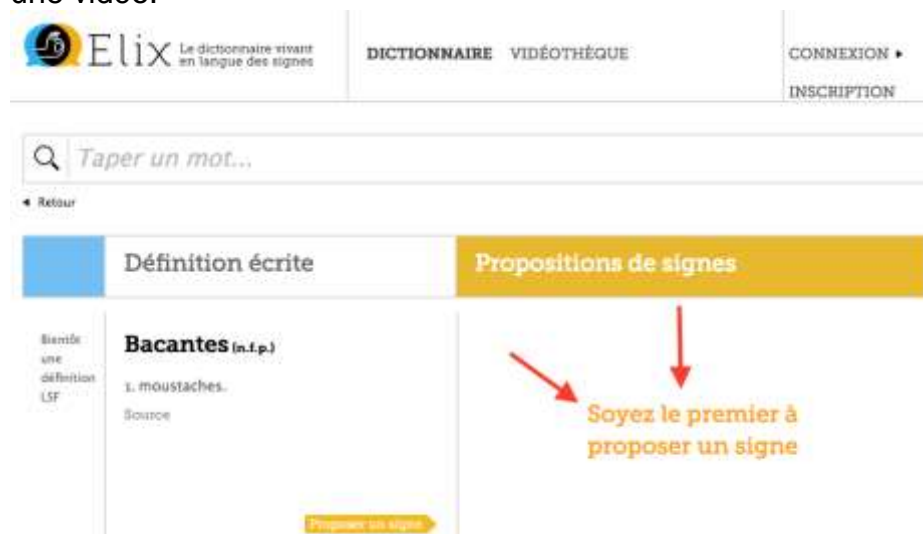 une vidéo.
Elix Le dictionnaire vivant
en langue des signes
DICTIONNAIRE VIDÉOTHÈQUE
CONNEXION ▸
INSCRIPTION
Taper un mot...
◂ Retour
Définition écrite
Propositions de signes
Bientôt
une
définition
LSF
Bacantes (n.f.p.)
1. moustaches.
Source
Soyez le premier à
proposer un signe
Proposer un signe